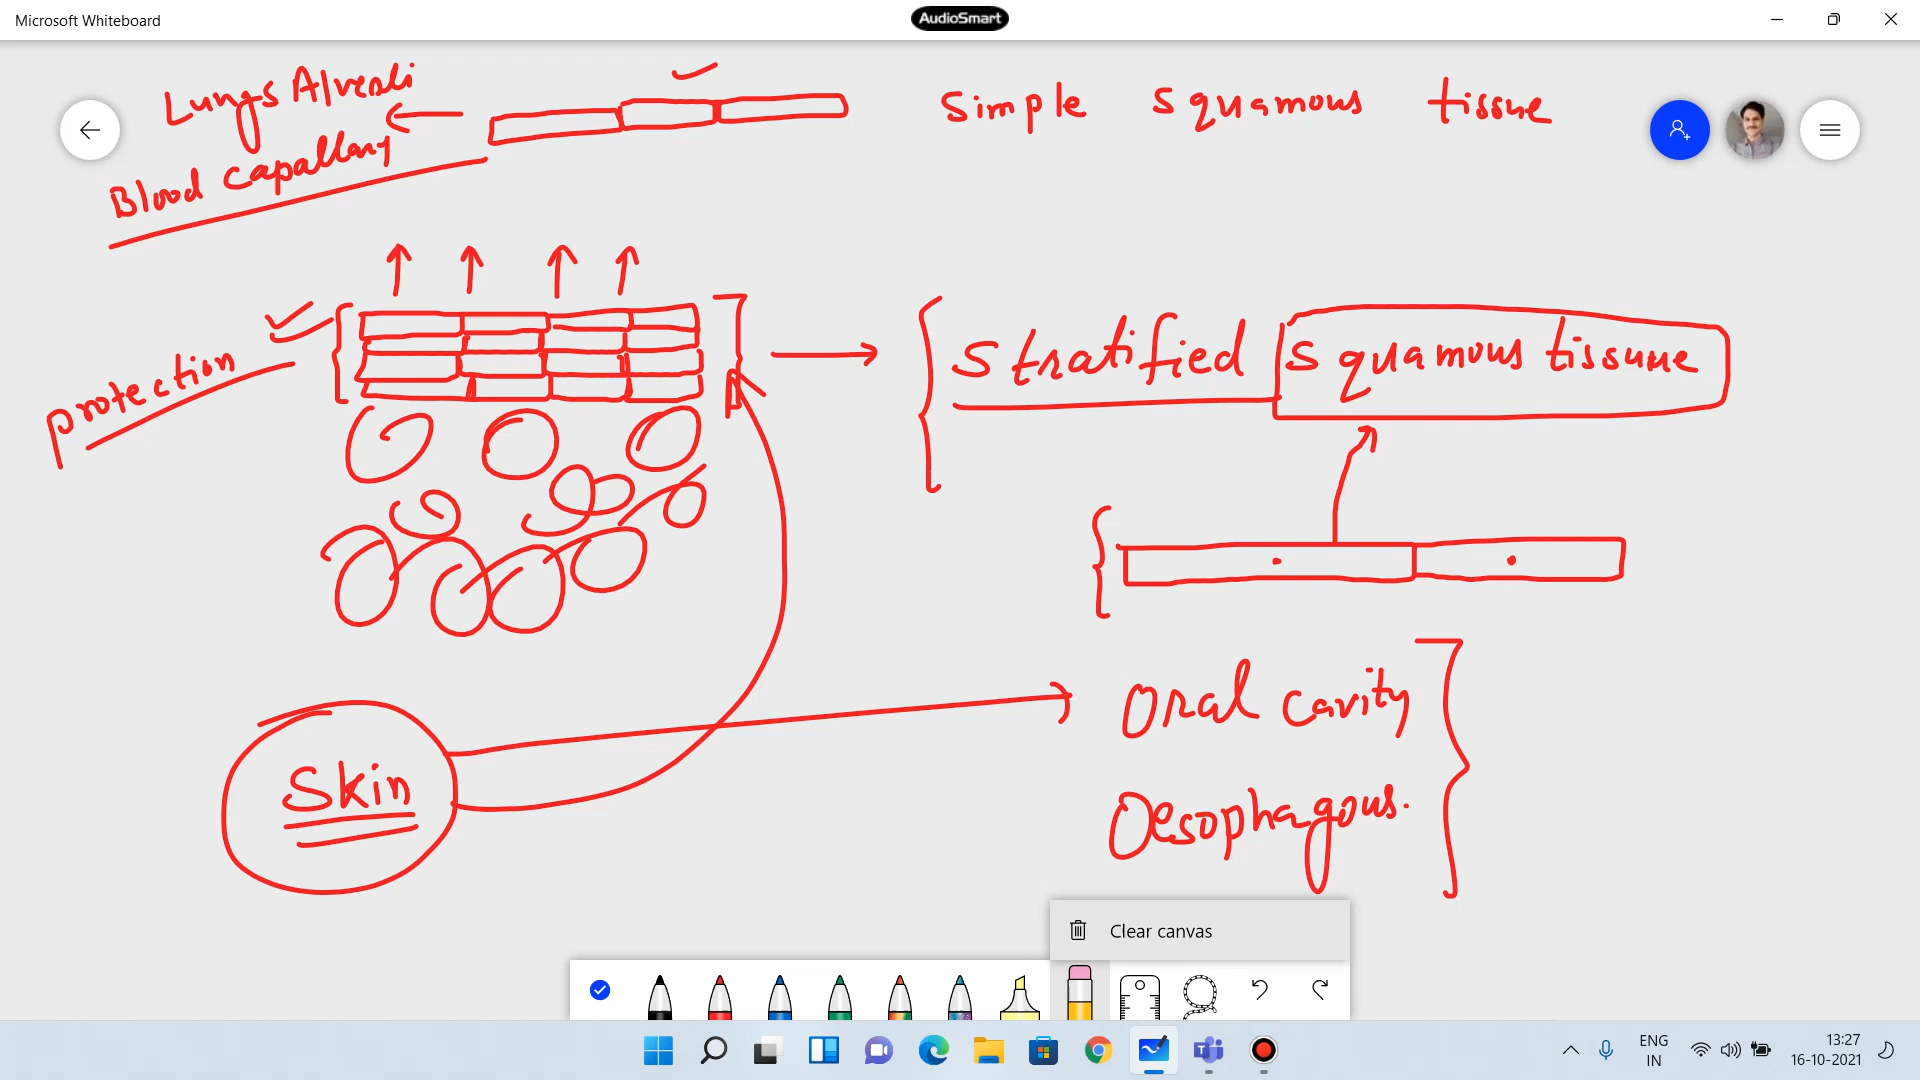 Microsoft Whiteboard
AudioSmart
Lungs Alveoli
Blood Capallary
Simple Squamous tissue
protection
Stratified Squamous tissuue
Skin
Oral Cavity
Oesophagous.
Clear canvas
ENG
IN
13:27
16-10-2021